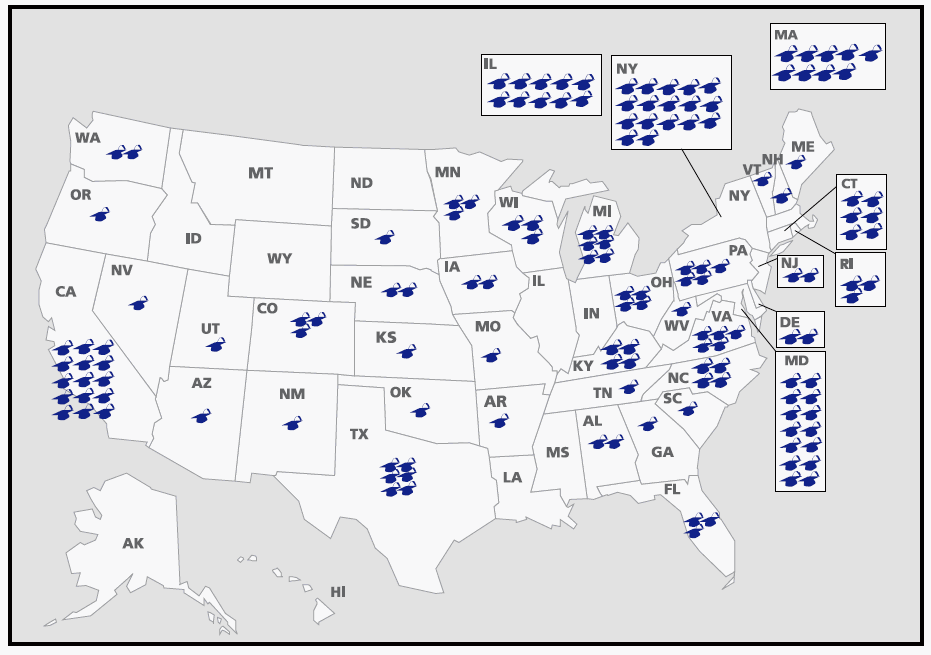 MA
IL
NY
WA
MT
ND
MN
ME
NH
VT
OR
SD
WI
MI
NY
CT
ID
WY
PA
NV
NE
IA
IL
OH
NJ
RI
CA
CO
IN
UT
KS
MO
WV
VA
DE
KY
MD
AZ
NM
OK
AR
TN
NC
SC
TX
AL
MS
GA
LA
FL
AK
HI